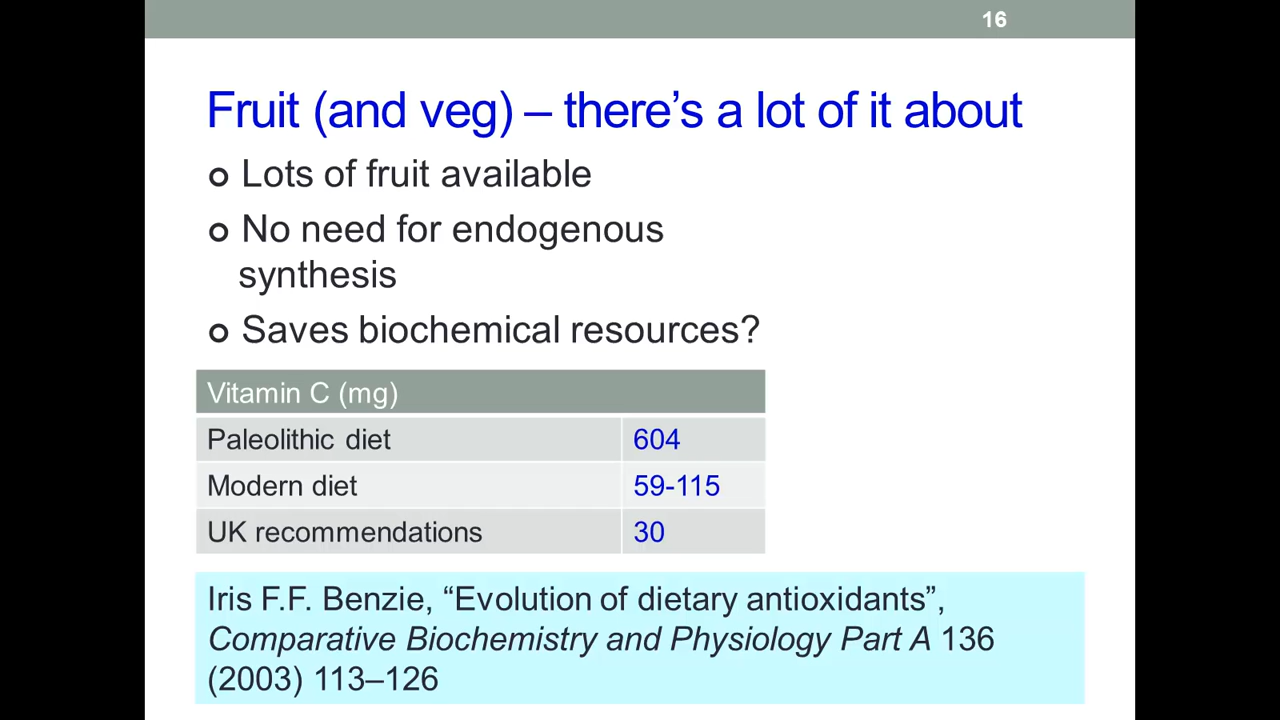 16
Fruit (and veg) – there’s a lot of it about
Lots of fruit available
No need for endogenous
synthesis
Saves biochemical resources?
Vitamin C (mg)
Paleolithic diet 604
Modern diet 59-115
UK recommendations 30
Iris F.F. Benzie, “Evolution of dietary antioxidants”,
Comparative Biochemistry and Physiology Part A 136
(2003) 113–126